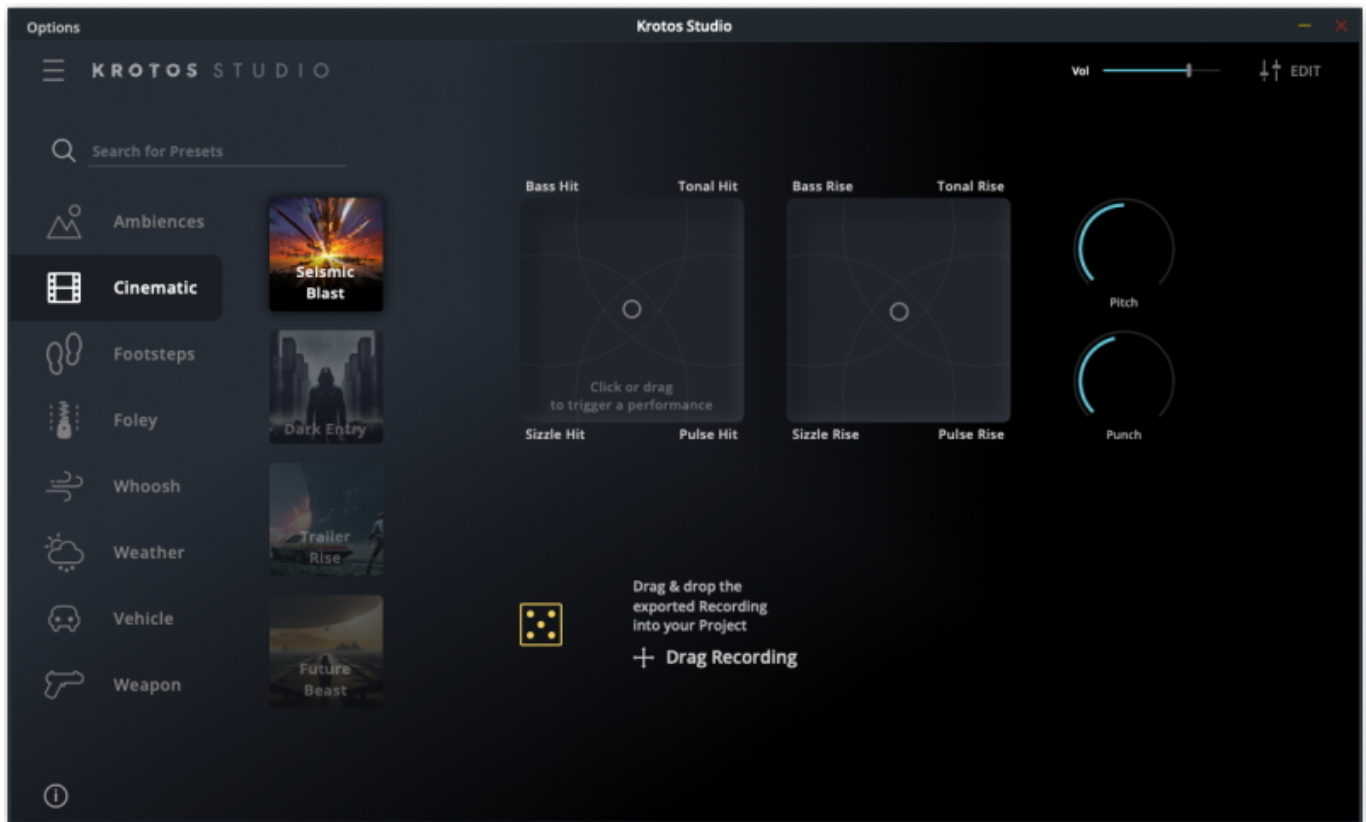 Options
Krotos Studio
KROTOS STUDIO
Vol
EDIT
Search for Presets
Ambiences
Cinematic
Footsteps
Foley
Whoosh
Weather
Vehicle
Weapon
Seismic
Blast
Dark Entry
Trailer
Rise
Future
Beast
Bass Hit
Tonal Hit
Click or drag
to trigger a performance
Sizzle Hit
Pulse Hit
Bass Rise
Tonal Rise
Sizzle Rise
Pulse Rise
Pitch
Punch
Drag & drop the
exported Recording
into your Project
Drag Recording